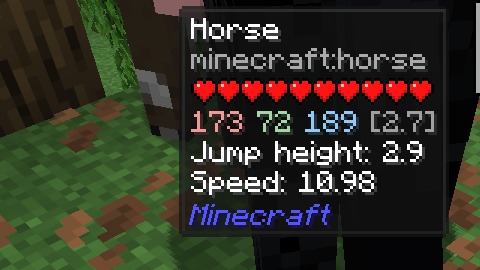 Horse
minecraft:horse
173 72 189 [2.7]
Jump height: 2.9
Speed: 10.98
Minecraft